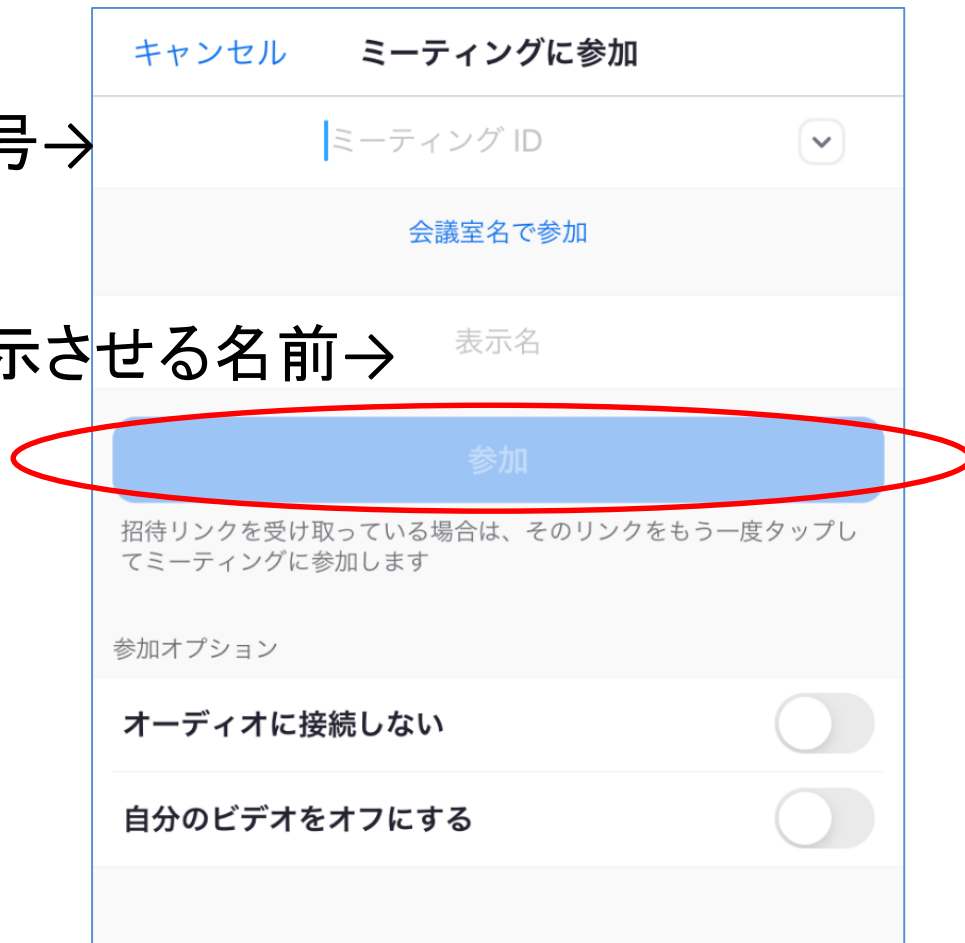 キャンセル ミーティングに参加
号→ ミーティング ID
会議室名で参加
示させる名前→ 表示名
参加
招待リンクを受け取っている場合は、そのリンクをもう一度タップし
てミーティングに参加します
参加オプション
オーディオに接続しない
自分のビデオをオフにする